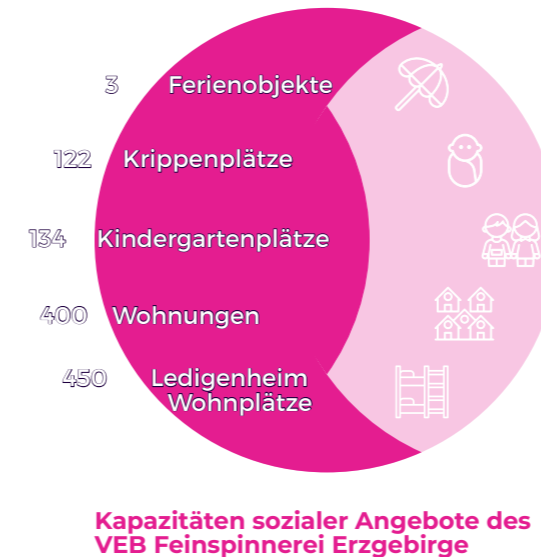 3 Ferienobjekte
122 Krippenplätze
134 Kindergartenplätze
400 Wohnungen
450 Ledigenheim
Wohnplätze
Kapazitäten sozialer Angebote des
VEB Feinspinnerei Erzgebirge